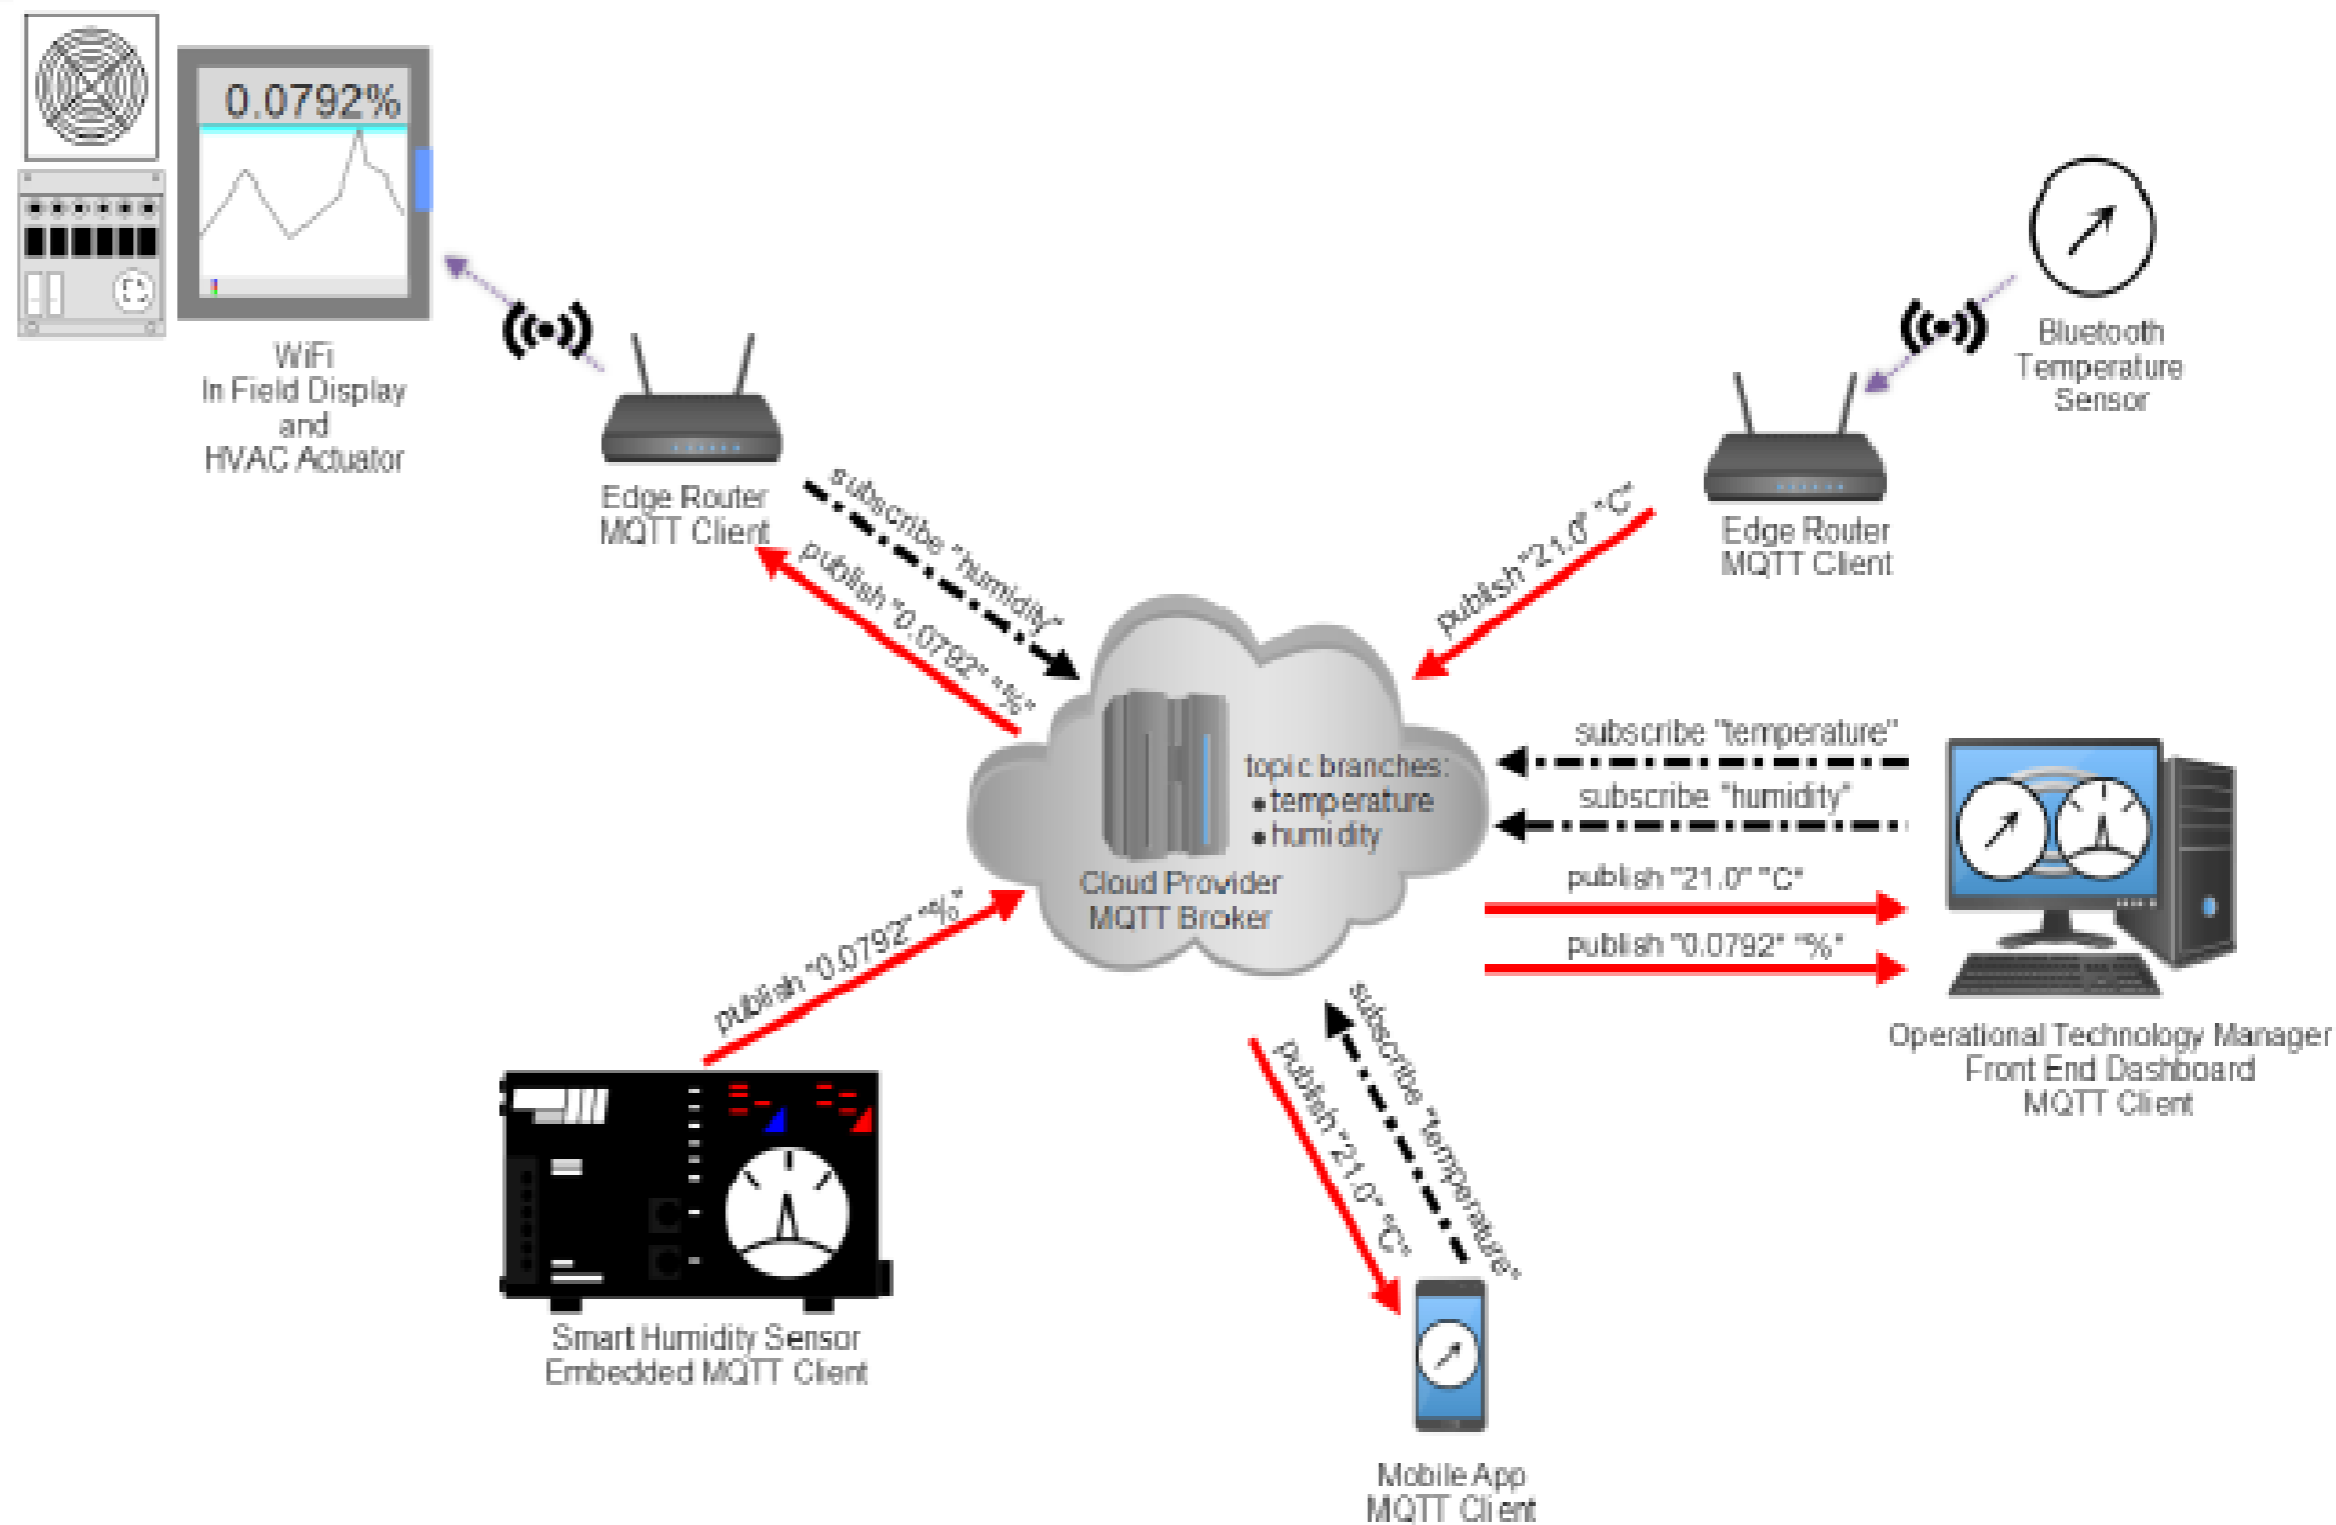 0.0792%
WiFi
In Field Display
and
HVAC Actuator
Edge Router
MQTT Client
subscribe "humidity"
publish "0.0792" "%"
Bluetooth
Temperature
Sensor
Edge Router
MQTT Client
publish "21.0" "C"
topic branches:
• temperature
• humidity
Cloud Provider
MQTT Broker
subscribe "temperature"
subscribe "humidity"
publish "21.0" "C"
publish "0.0792" "%"
Operational Technology Manager
Front End Dashboard
MQTT Client
publish "0.0792" "%"
Smart Humidity Sensor
Embedded MQTT Client
publish "21.0" "C"
subscribe "temperature"
Mobile App
MQTT Client